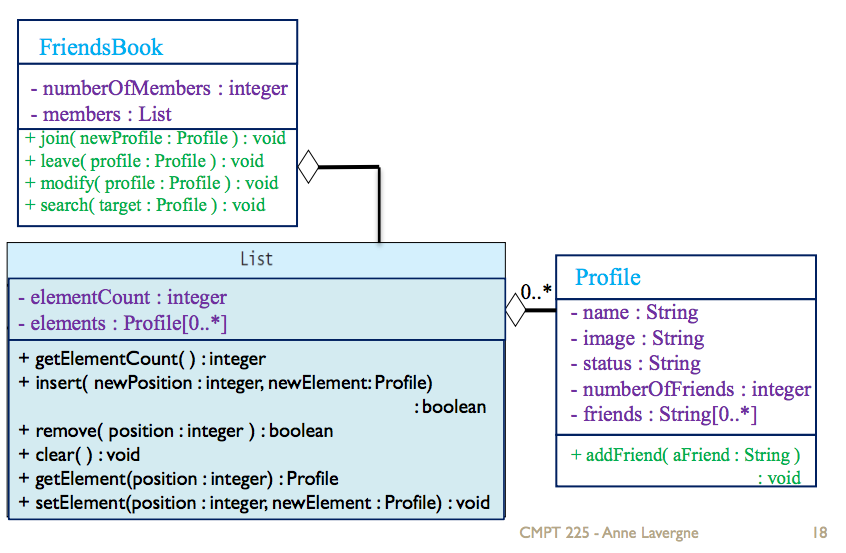 FriendsBook
- numberOfMembers : integer
- members : List
+ join( newProfile : Profile ) : void
+ leave( profile : Profile ) : void
+ modify( profile : Profile ) : void
+ search( target : Profile ) : void
List
- elementCount : integer
- elements : Profile[0..*]
+ getElementCount( ) : integer
+ insert( newPosition : integer, newElement: Profile)
: boolean
+ remove( position : integer ) : boolean
+ clear( ) : void
+ getElement(position : integer) : Profile
+ setElement(position : integer, newElement : Profile) : void
0..*
Profile
- name : String
- image : String
- status : String
- numberOfFriends : integer
- friends : String[0..*]
+ addFriend( aFriend : String )
: void
CMPT 225 - Anne Lavergne
18